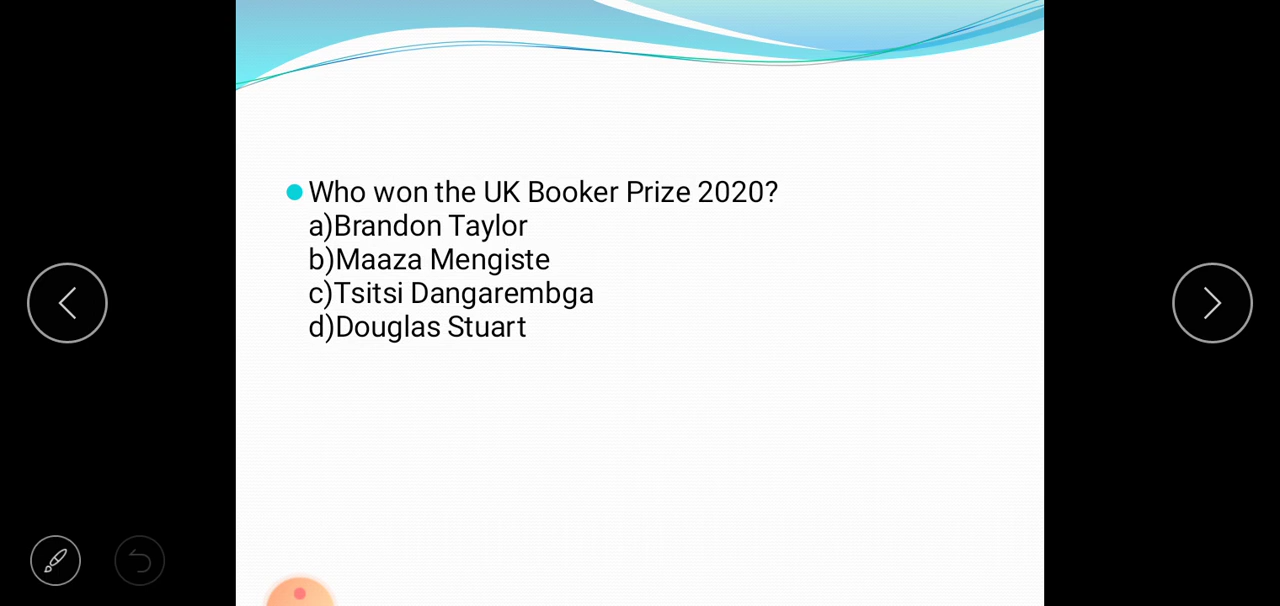 Who won the UK Booker Prize 2020?
a)Brandon Taylor
b)Maaza Mengiste
c)Tsitsi Dangarembga
d)Douglas Stuart